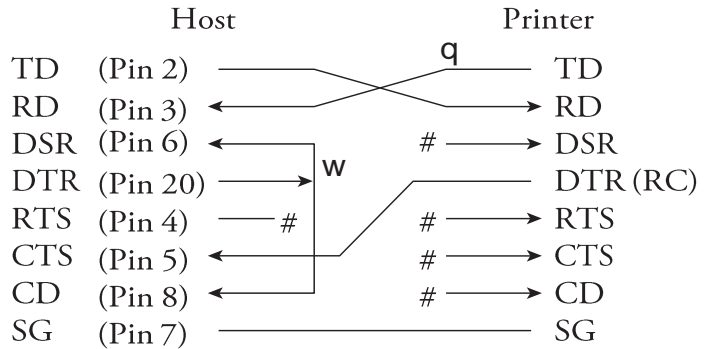 Host Printer
q
TD (Pin 2) TD
RD (Pin 3) RD
DSR (Pin 6) # DSR
w
DTR (Pin 20) DTR (RC)
RTS (Pin 4) # # RTS
CTS (Pin 5) # CTS
CD (Pin 8) # CD
SG (Pin 7) SG